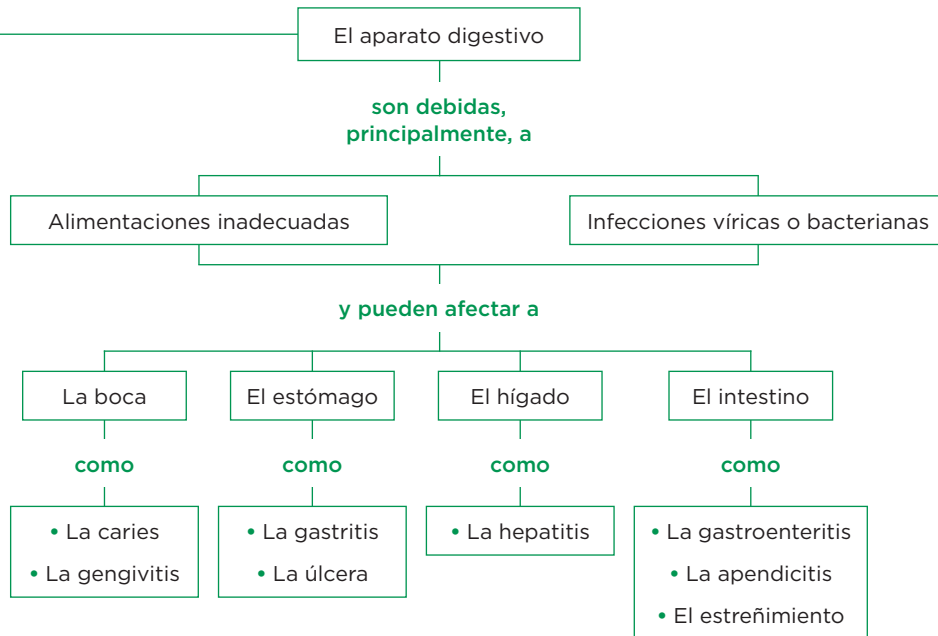 El aparato digestivo
son debidas,
principalmente, a
Alimentaciones inadecuadas
Infecciones víricas o bacterianas
y pueden afectar a
La boca
El estómago
El hígado
El intestino
como
como
como
como
• La caries
• La gengivitis
• La gastritis
• La úlcera
• La hepatitis
• La gastroenteritis
• La apendicitis
• El estreñimiento